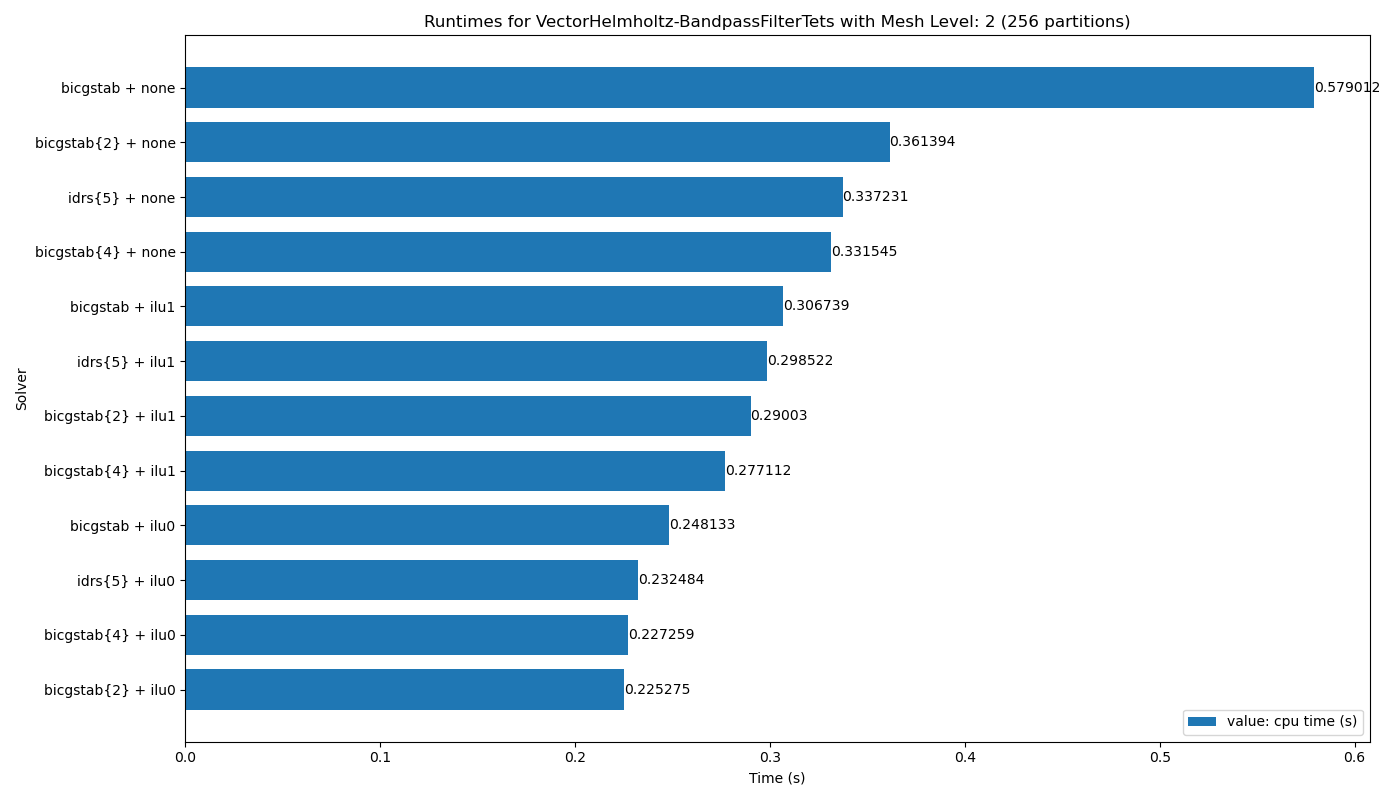 Runtimes for VectorHelmholtz-BandpassFilterTets with Mesh Level: 2 (256 partitions)
bicgstab + none
0.579012
bicgstab{2} + none
0.361394
idrs{5} + none
0.337231
bicgstab{4} + none
0.331545
bicgstab + ilu1
0.306739
idrs{5} + ilu1
0.298522
bicgstab{2} + ilu1
0.29003
bicgstab{4} + ilu1
0.277112
bicgstab + ilu0
0.248133
idrs{5} + ilu0
0.232484
bicgstab{4} + ilu0
0.227259
bicgstab{2} + ilu0
0.225275
Solver
value: cpu time (s)
0.0 0.1 0.2 0.3 0.4 0.5 0.6
Time (s)